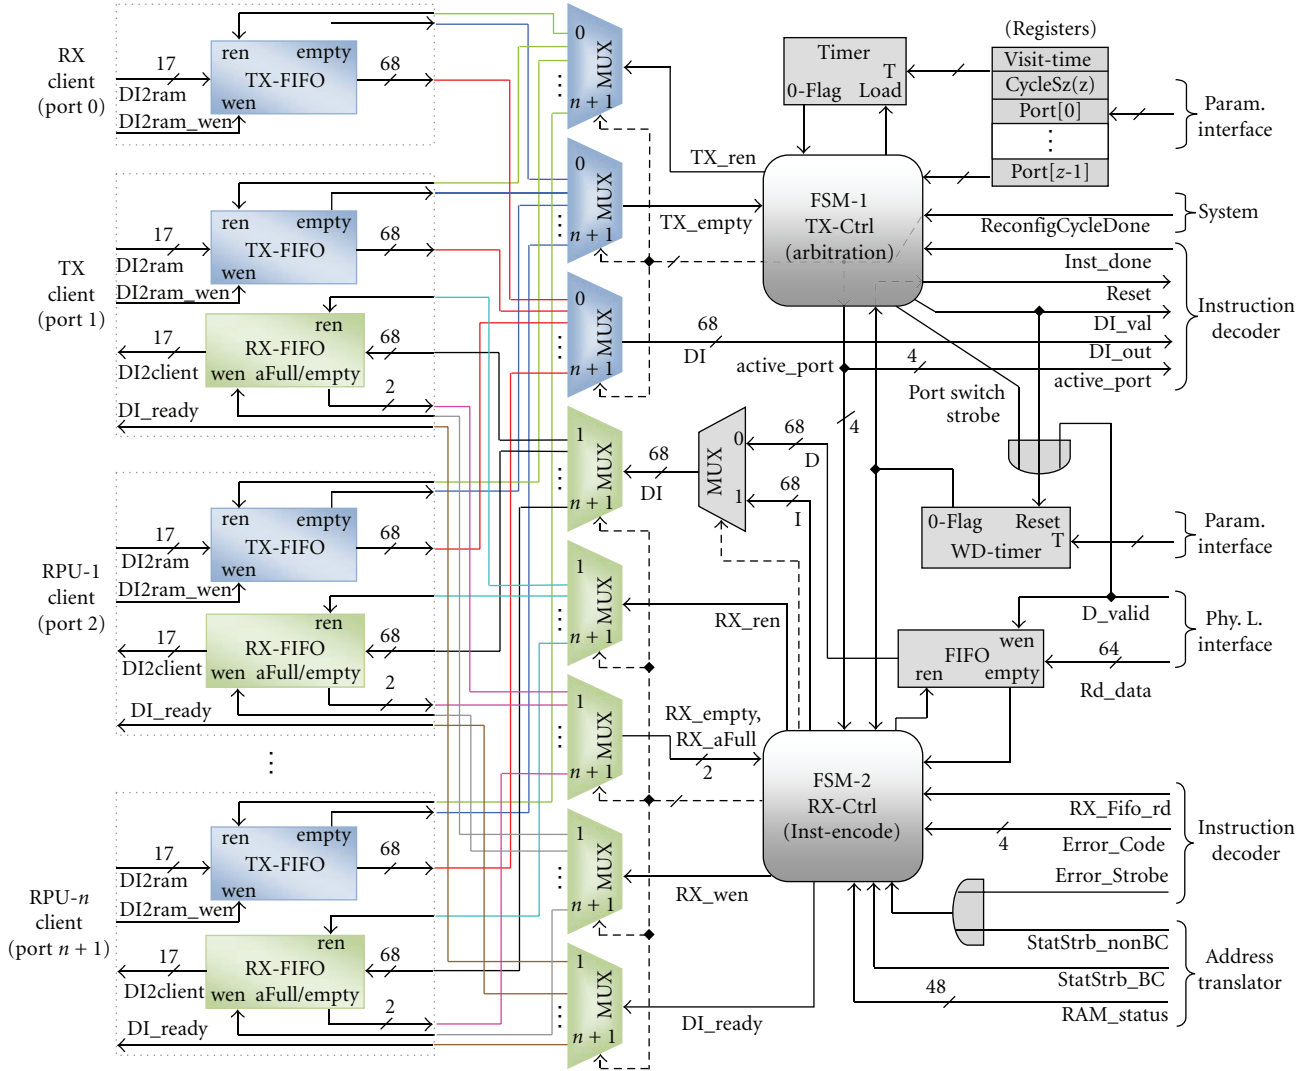 RX
client
(port 0)
17
DI2ram
DI2ram_wen
ren
empty
TX-FIFO
wen
68
TX
client
(port 1)
17
DI2ram
DI2ram_wen
ren
empty
TX-FIFO
wen
68
17
DI2client
DI_ready
ren
RX-FIFO
wen aFull/empty
68
2
RPU-1
client
(port 2)
17
DI2ram
DI2ram_wen
ren
empty
TX-FIFO
wen
68
17
DI2client
DI_ready
ren
RX-FIFO
wen aFull/empty
68
2
⋮
RPU-n
client
(port n + 1)
17
DI2ram
DI2ram_wen
ren
empty
TX-FIFO
wen
68
17
DI2client
DI_ready
ren
RX-FIFO
wen aFull/empty
68
2
0
⋮
n + 1
MUX
0
⋮
n + 1
MUX
0
⋮
n + 1
MUX
1
⋮
n + 1
MUX
1
⋮
n + 1
MUX
1
⋮
n + 1
MUX
1
⋮
n + 1
MUX
1
⋮
n + 1
MUX
TX_ren
TX_empty
68
DI
active_port
68
DI
MUX
0
1
68
D
68
I
4
RX_ren
RX_empty,
RX_aFull
2
RX_wen
DI_ready
Timer
T
0-Flag Load
(Registers)
Visit-time
CycleSz(z)
Port[0]
⋮
Port[z-1]
Param.
interface
FSM-1
TX-Ctrl
(arbitration)
ReconfigCycleDone
System
Inst_done
Reset
DI_val
DI_out
4
active_port
Instruction
decoder
Port switch
strobe
0-Flag
Reset
T
WD-timer
Param.
interface
D_valid
wen
FIFO
ren
empty
64
Rd_data
Phy. L.
interface
FSM-2
RX-Ctrl
(Inst-encode)
RX_Fifo_rd
4
Error_Code
Error_Strobe
Instruction
decoder
StatStrb_nonBC
StatStrb_BC
48
RAM_status
Address
translator